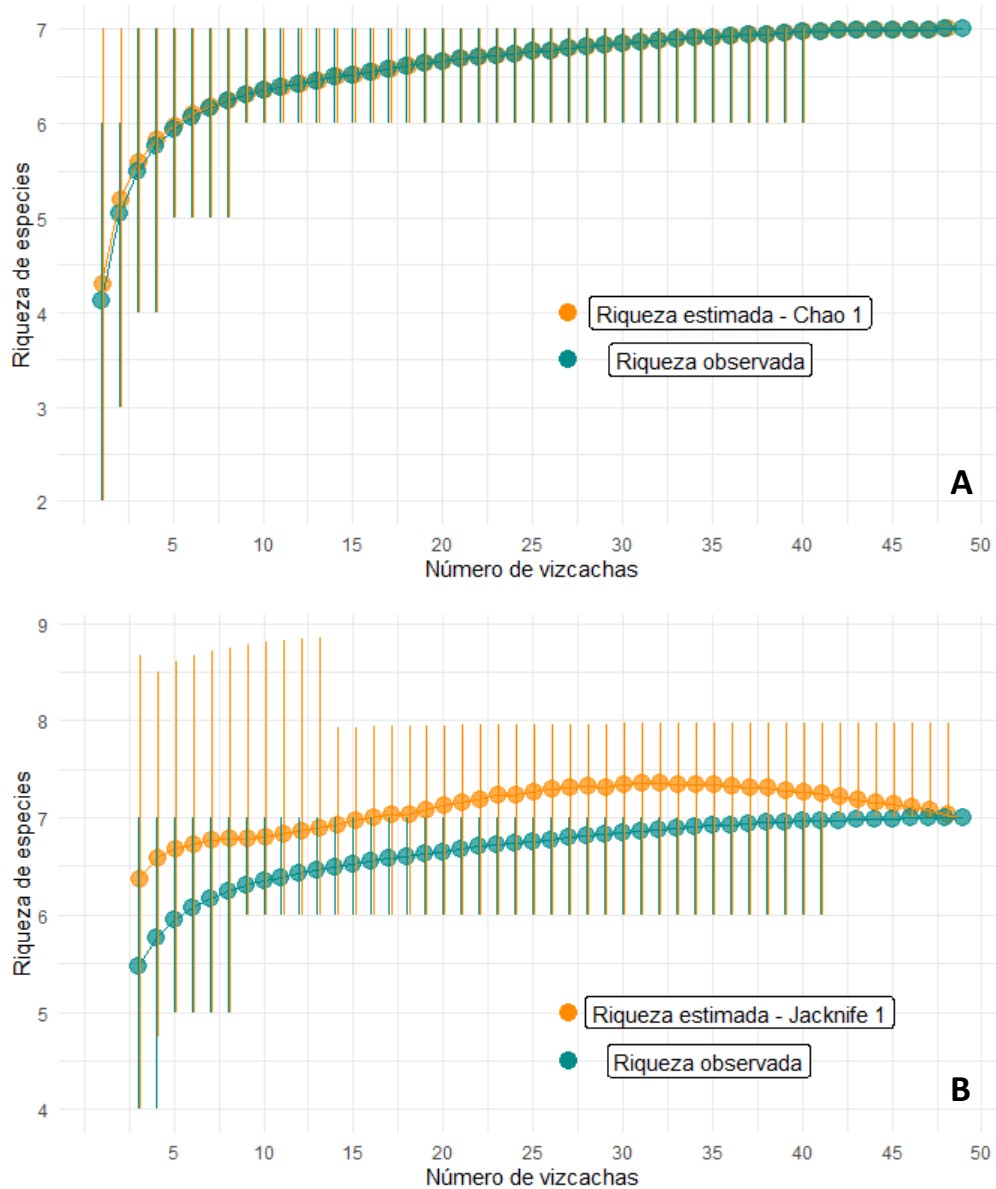 7
6
5
4
3
2
Riqueza de especies
Riqueza estimada - Chao 1
Riqueza observada
A
5 10 15 20 25 30 35 40 45 50
Número de vizcachas
9
8
7
6
5
4
Riqueza de especies
Riqueza estimada - Jacknife 1
Riqueza observada
B
5 10 15 20 25 30 35 40 45 50
Número de vizcachas